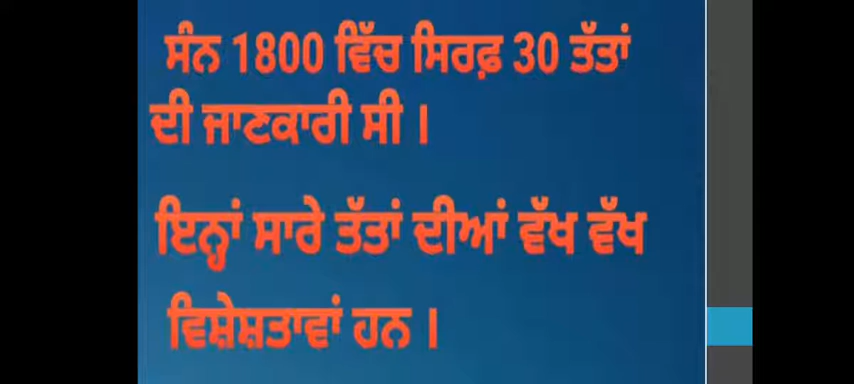 ਸੰਨ 1800 ਵਿੱਚ ਸਿਰਫ਼ 30 ਤੱਤਾਂ
ਦੀ ਜਾਣਕਾਰੀ ਸੀ ।
ਇਨ੍ਹਾਂ ਸਾਰੇ ਤੱਤਾਂ ਦੀਆਂ ਵੱਖ ਵੱਖ
ਵਿਸ਼ੇਸ਼ਤਾਵਾਂ ਹਨ ।